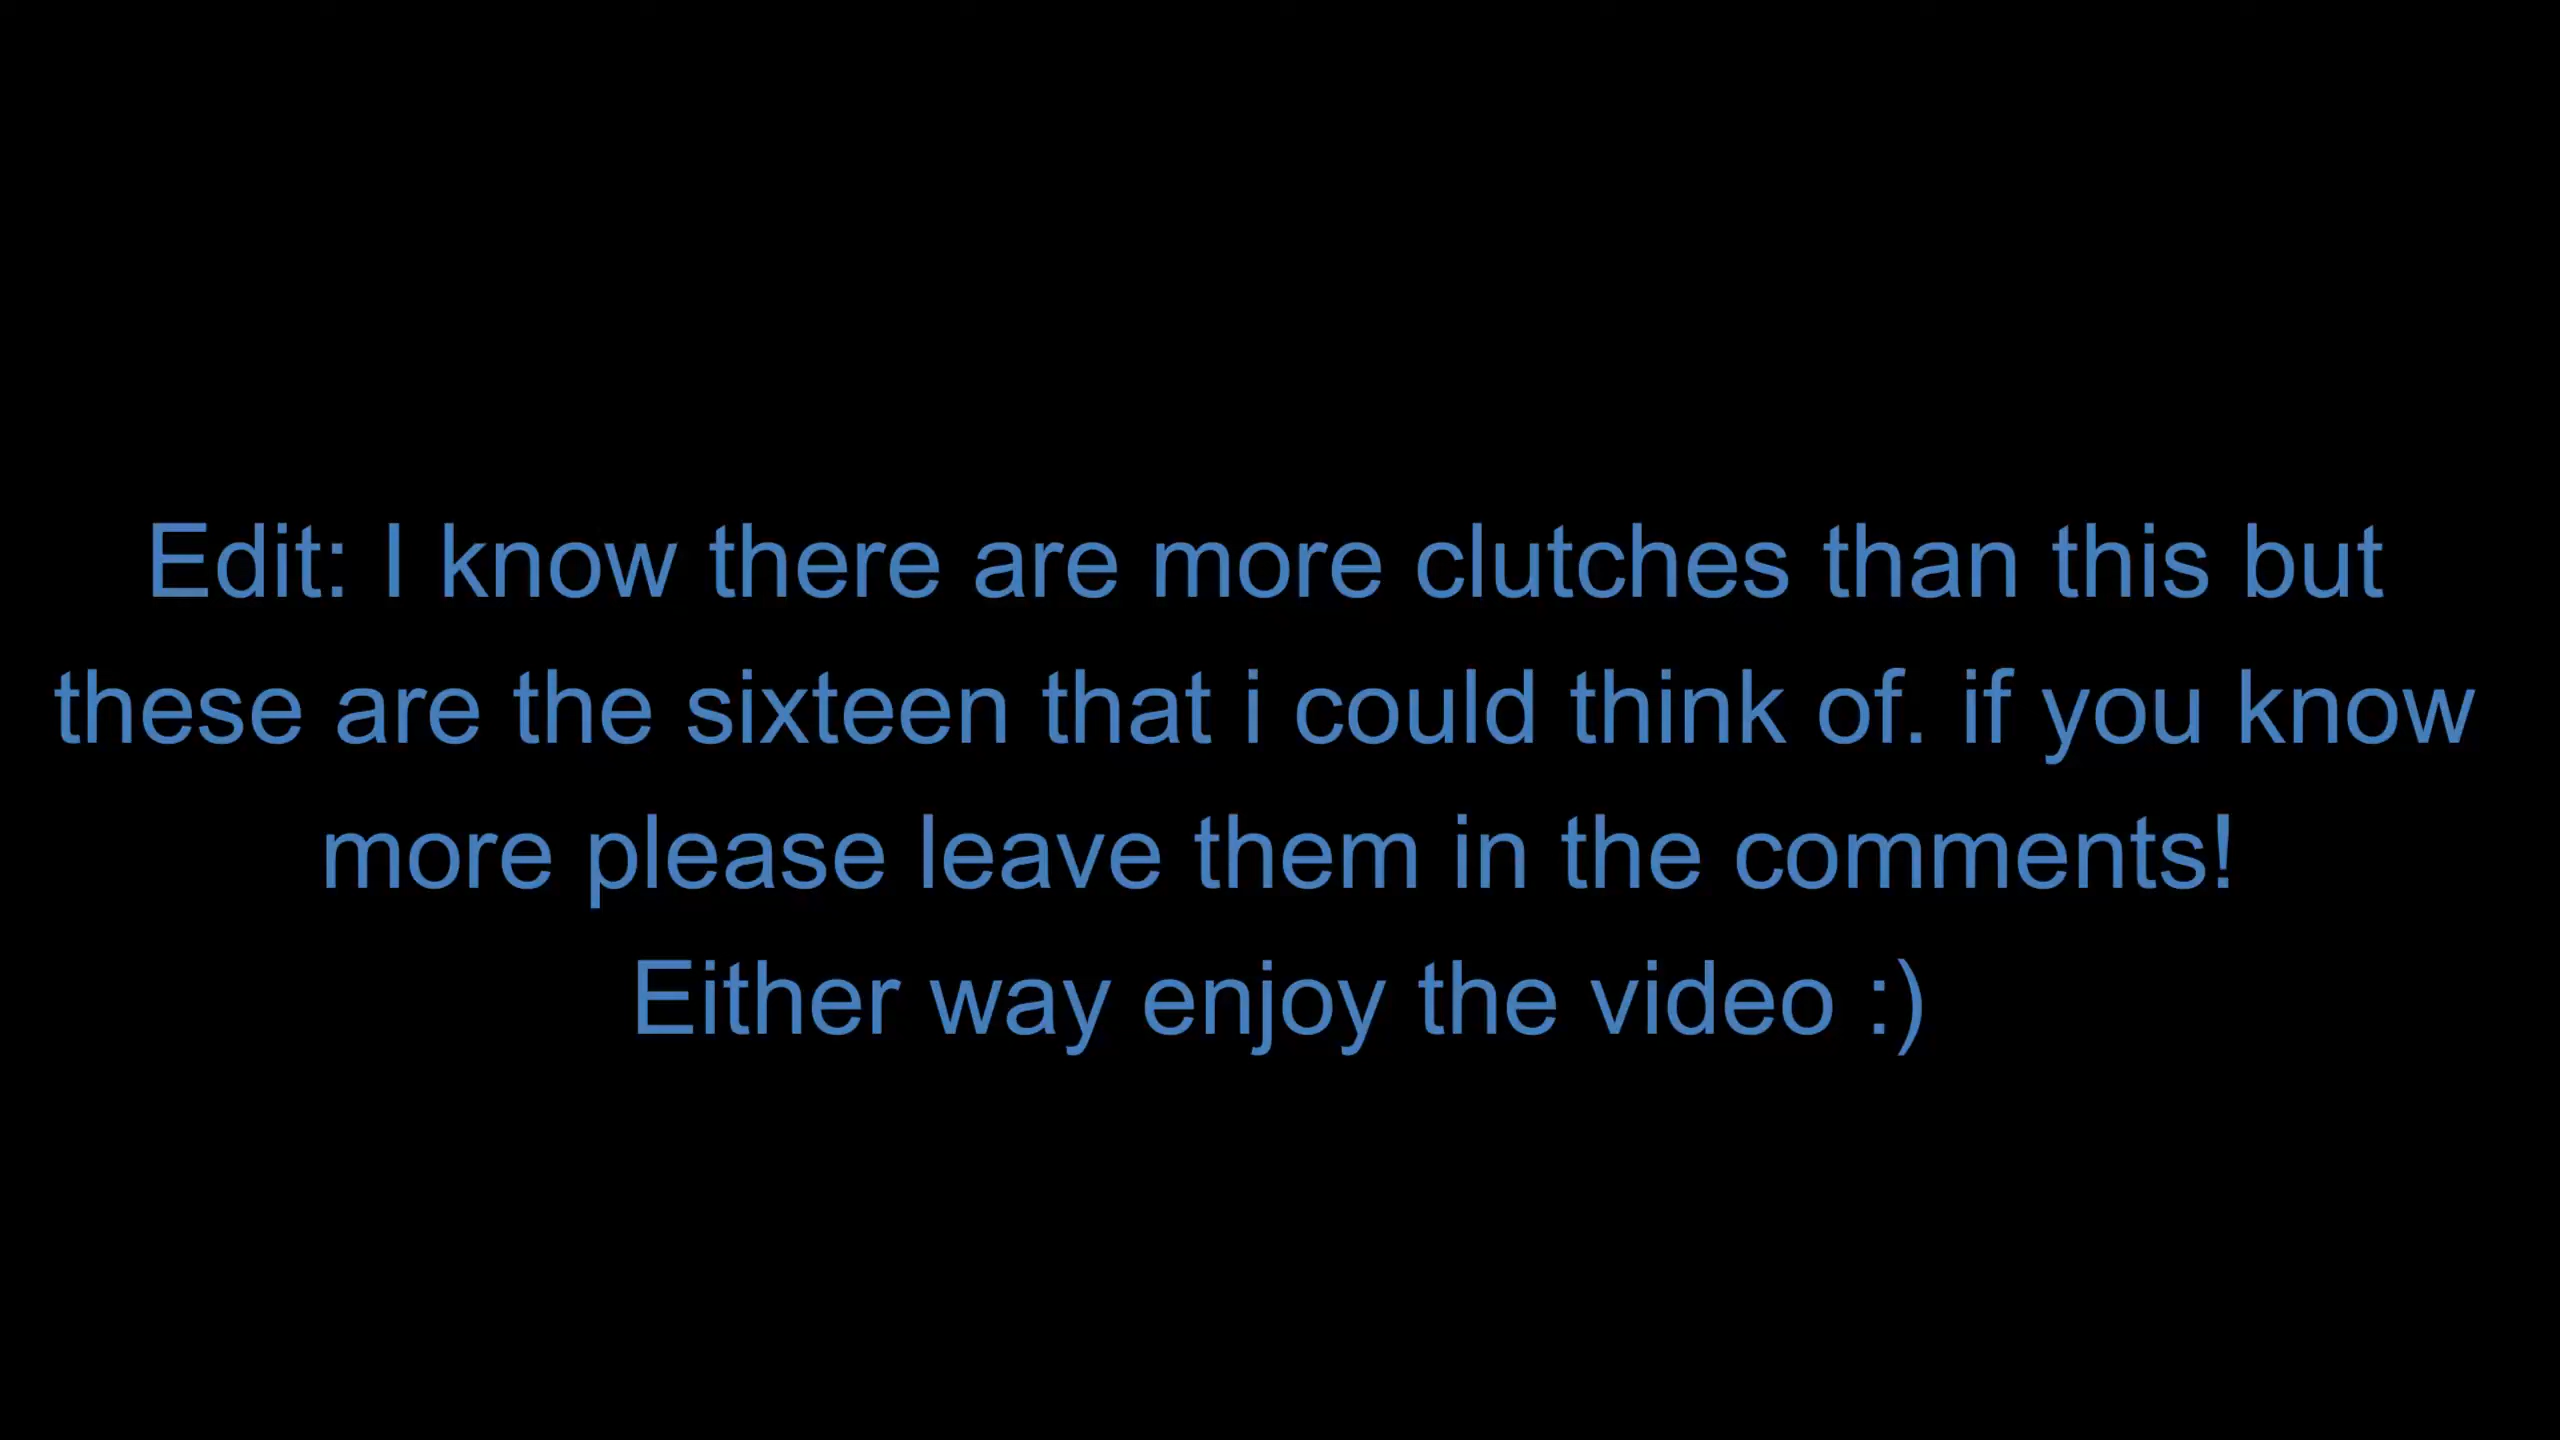 Edit: I know there are more clutches than this but
these are the sixteen that i could think of. if you know
more please leave them in the comments!
Either way enjoy the video :)